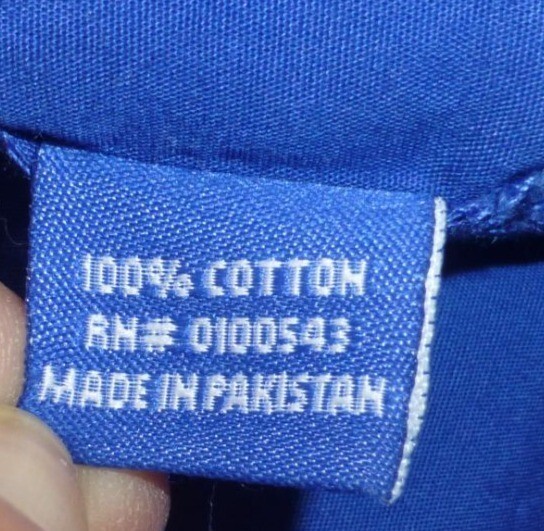 100% COTTON
RN# 0100543
MADE IN PAKISTAN